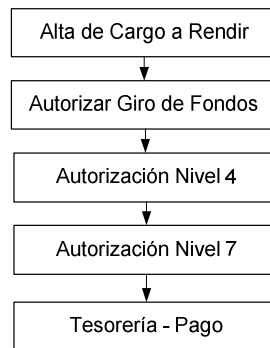 Alta de Cargo a Rendir
Autorizar Giro de Fondos
Autorización Nivel 4
Autorización Nivel 7
Tesorería - Pago